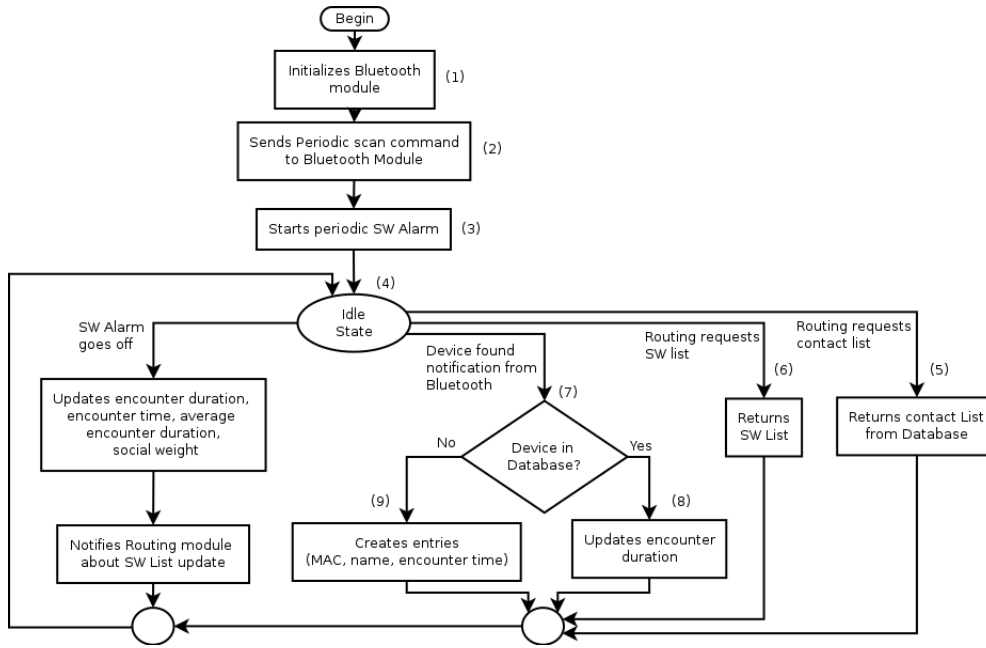 Begin
Initializes Bluetooth
module
(1)
Sends Periodic scan command
to Bluetooth Module
(2)
Starts periodic SW Alarm
(3)
(4)
Idle
State
SW Alarm
goes off
Device found
notification from
Bluetooth
Routing requests
SW list
Routing requests
contact list
(5)
(6)
(7)
Updates encounter duration,
encounter time, average
encounter duration,
social weight
Returns
SW List
Returns contact List
from Database
No
Device in
Database?
Yes
(9)
(8)
Notifies Routing module
about SW List update
Creates entries
(MAC, name, encounter time)
Updates encounter
duration